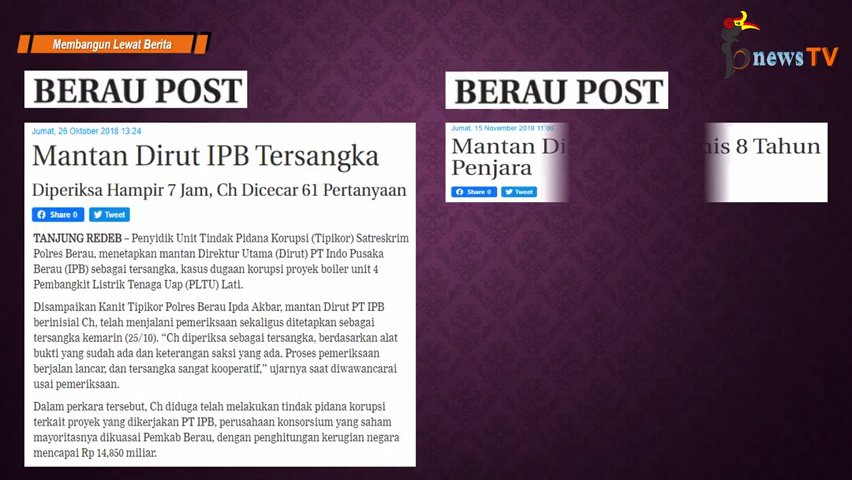 Membangun Lewat Berita
pnewsTV
BERAU POST
Jumat, 26 Oktober 2018 13:24
Mantan Dirut IPB Tersangka
Diperiksa Hampir 7 Jam, Ch Dicecar 61 Pertanyaan
Share 0 Tweet
TANJUNG REDEB – Penyidik Unit Tindak Pidana Korupsi (Tipikor) Satreskrim
Polres Berau, menetapkan mantan Direktur Utama (Dirut) PT Indo Pusaka
Berau (IPB) sebagai tersangka, kasus dugaan korupsi proyek boiler unit 4
Pembangkit Listrik Tenaga Uap (PLTU) Lati.
Disampaikan Kanit Tipikor Polres Berau Ipda Akbar, mantan Dirut PT IPB
berinisial Ch, telah menjalani pemeriksaan sekaligus ditetapkan sebagai
tersangka kemarin (25/10). “Ch diperiksa sebagai tersangka, berdasarkan alat
bukti yang sudah ada dan keterangan saksi yang ada. Proses pemeriksaan
berjalan lancar, dan tersangka sangat kooperatif,” ujarnya saat diwawancarai
usai pemeriksaan.
Dalam perkara tersebut, Ch diduga telah melakukan tindak pidana korupsi
terkait proyek yang dikerjakan PT IPB, perusahaan konsorsium yang saham
mayoritasnya dikuasai Pemkab Berau, dengan penghitungan kerugian negara
mencapai Rp 14,850 miliar.
BERAU POST
Jumat, 15 November 2019
Mantan 8 Tahun
Penjara
Share 0 Tweet